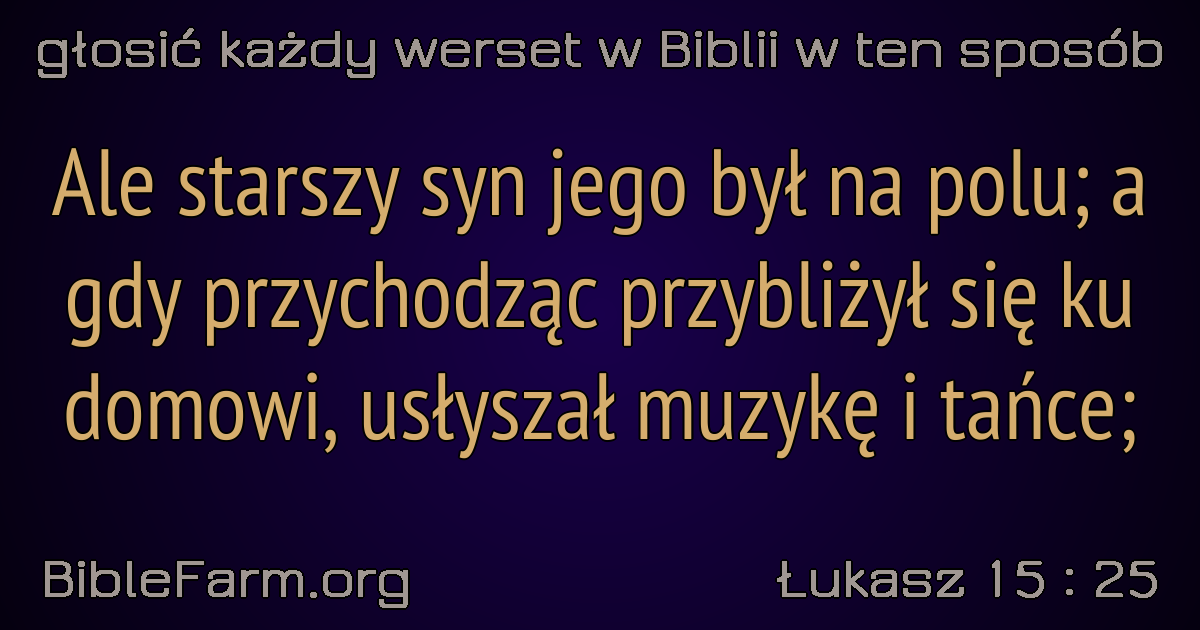 głosić każdy werset w Biblii w ten sposób
Ale starszy syn jego był na polu; a
gdy przychodząc przybliżył się ku
domowi, usłyszał muzykę i tańce;
BibleFarm.org
Łukasz 15 : 25